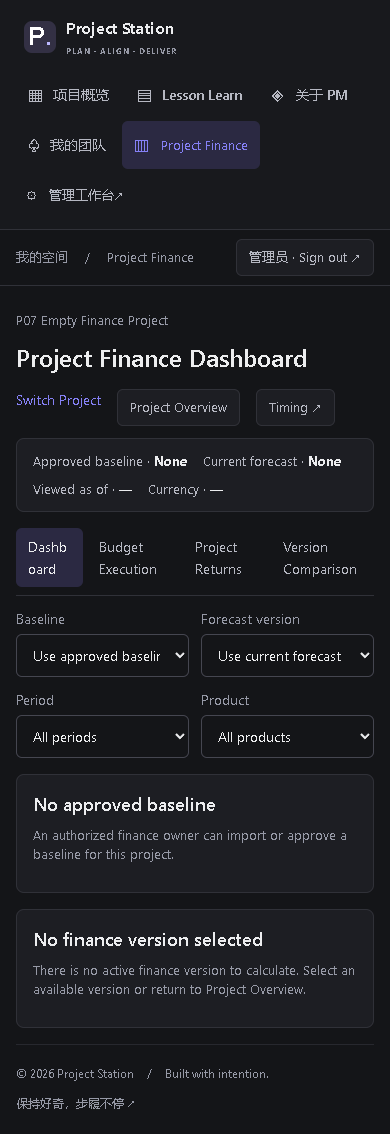 P.
Project Station
PLAN · ALIGN · DELIVER
项目概览
Lesson Learn
关于 PM
我的团队
Project Finance
管理工作台↗
我的空间 / Project Finance
管理员 · Sign out ↗
P07 Empty Finance Project
Project Finance Dashboard
Switch Project
Project Overview
Timing ↗
Approved baseline · None Current forecast · None
Viewed as of · — Currency · —
Dashb
oard
Budget
Execution
Project
Returns
Version
Comparison
Baseline
Use approved baselin
Forecast version
Use current forecast
Period
All periods
Product
All products
No approved baseline
An authorized finance owner can import or approve a
baseline for this project.
No finance version selected
There is no active finance version to calculate. Select an
available version or return to Project Overview.
© 2026 Project Station / Built with intention.
保持好奇，步履不停 ↗